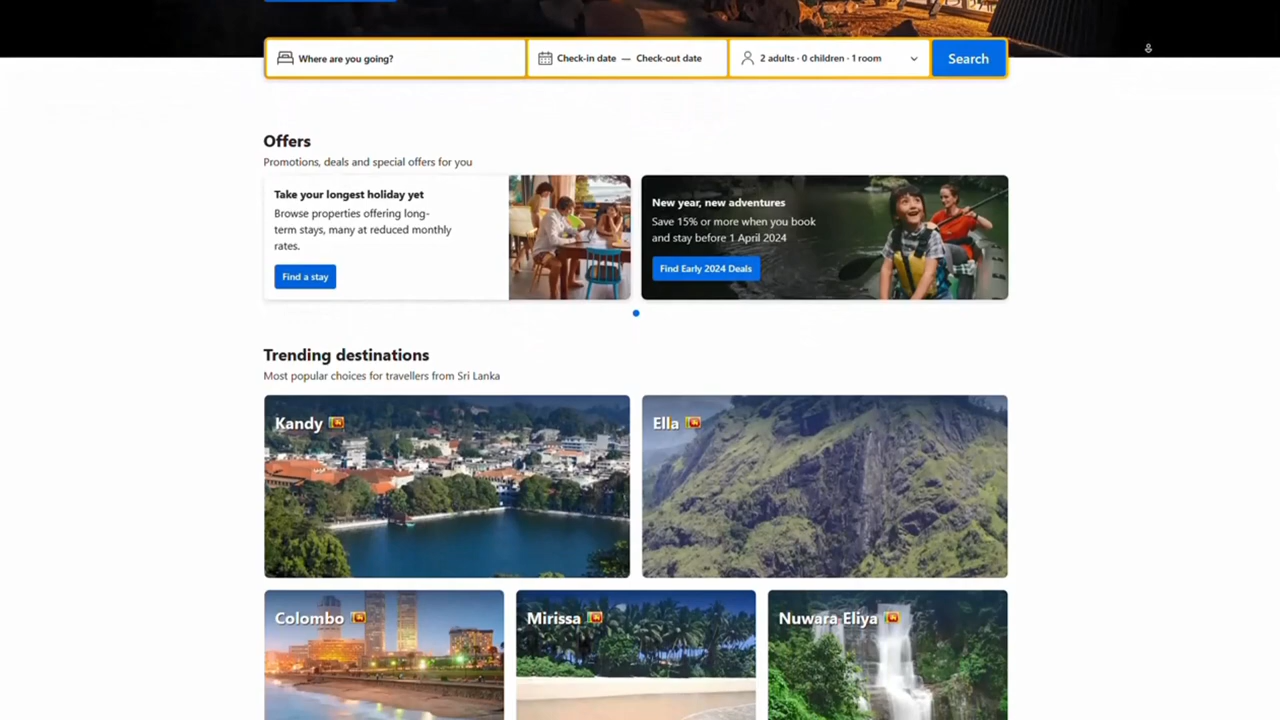 Where are you going?
Check-in date — Check-out date
2 adults · 0 children · 1 room
Search
Offers
Promotions, deals and special offers for you
Take your longest holiday yet
Browse properties offering long-
term stays, many at reduced monthly
rates.
Find a stay
New year, new adventures
Save 15% or more when you book
and stay before 1 April 2024
Find Early 2024 Deals
Trending destinations
Most popular choices for travellers from Sri Lanka
Kandy
Ella
Colombo
Mirissa
Nuwara Eliya